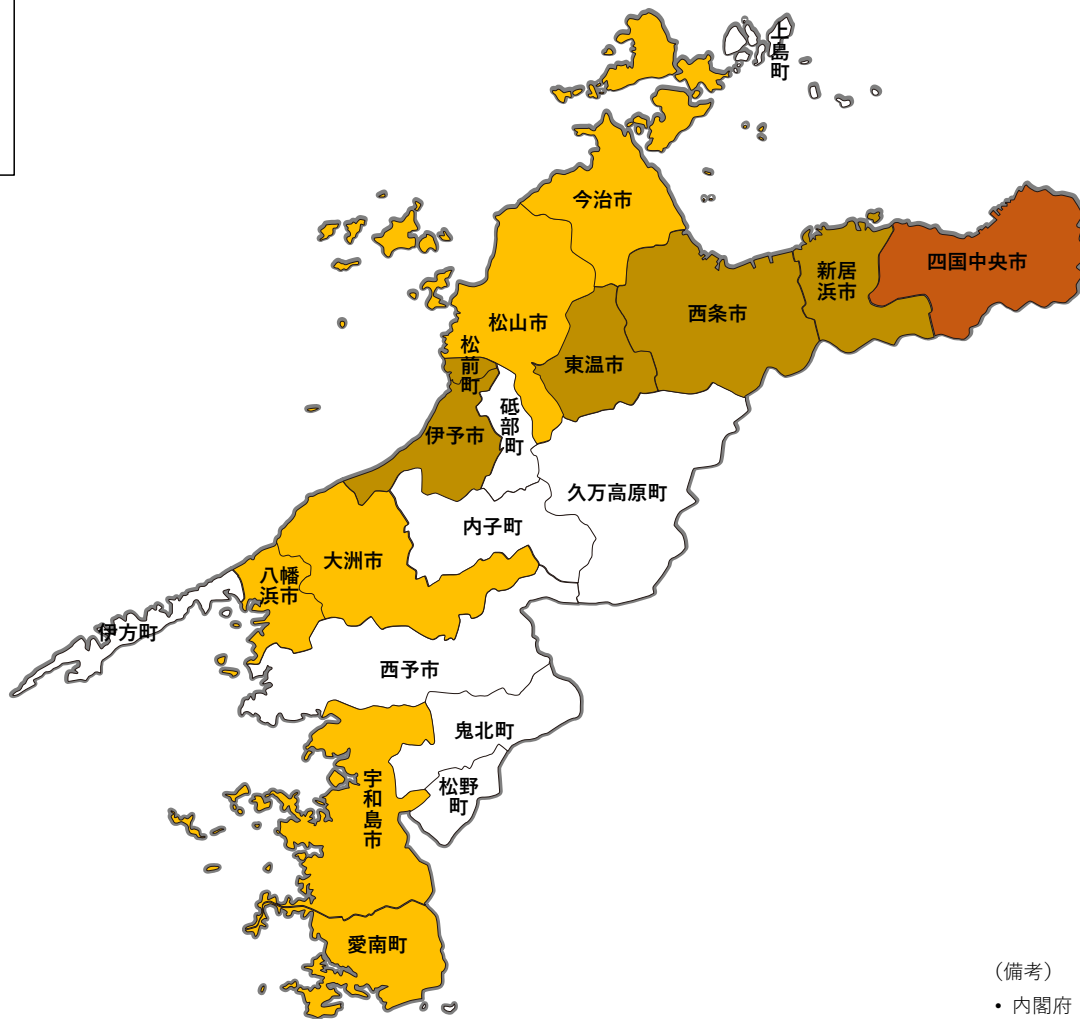 上島町
今治市
四国中央市
新居
浜市
西条市
松山市
松前町
東温市
砥部町
伊予市
久万高原町
内子町
大洲市
八幡
浜市
伊方町
西予市
鬼北町
松野
町
宇和島市
愛南町
(備考)
• 内閣府